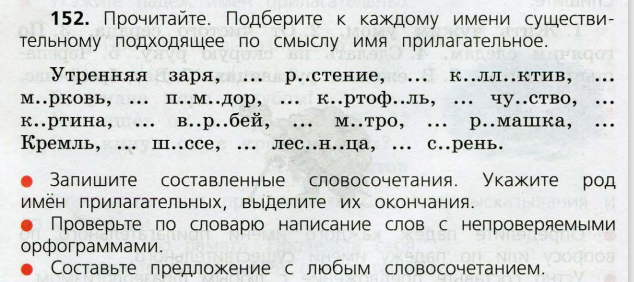 152. Прочитайте. Подберите к каждому имени существи-
тельному подходящее по смыслу имя прилагательное.
Утренняя заря, ... р..стение, ... к..лл..ктив, ...
м..рковь, ... п..м..дор, ... к..ртоф..ль, ... чу..ство, ...
к..ртина, ... в..р..бей, ... м..тро, ... р..машка, ...
Кремль, ... ш..ссе, ... лес..н..ца, ... с..рень.
● Запишите составленные словосочетания. Укажите род
имён прилагательных, выделите их окончания.
● Проверьте по словарю написание слов с непроверяемыми
орфограммами.
● Составьте предложение с любым словосочетанием.